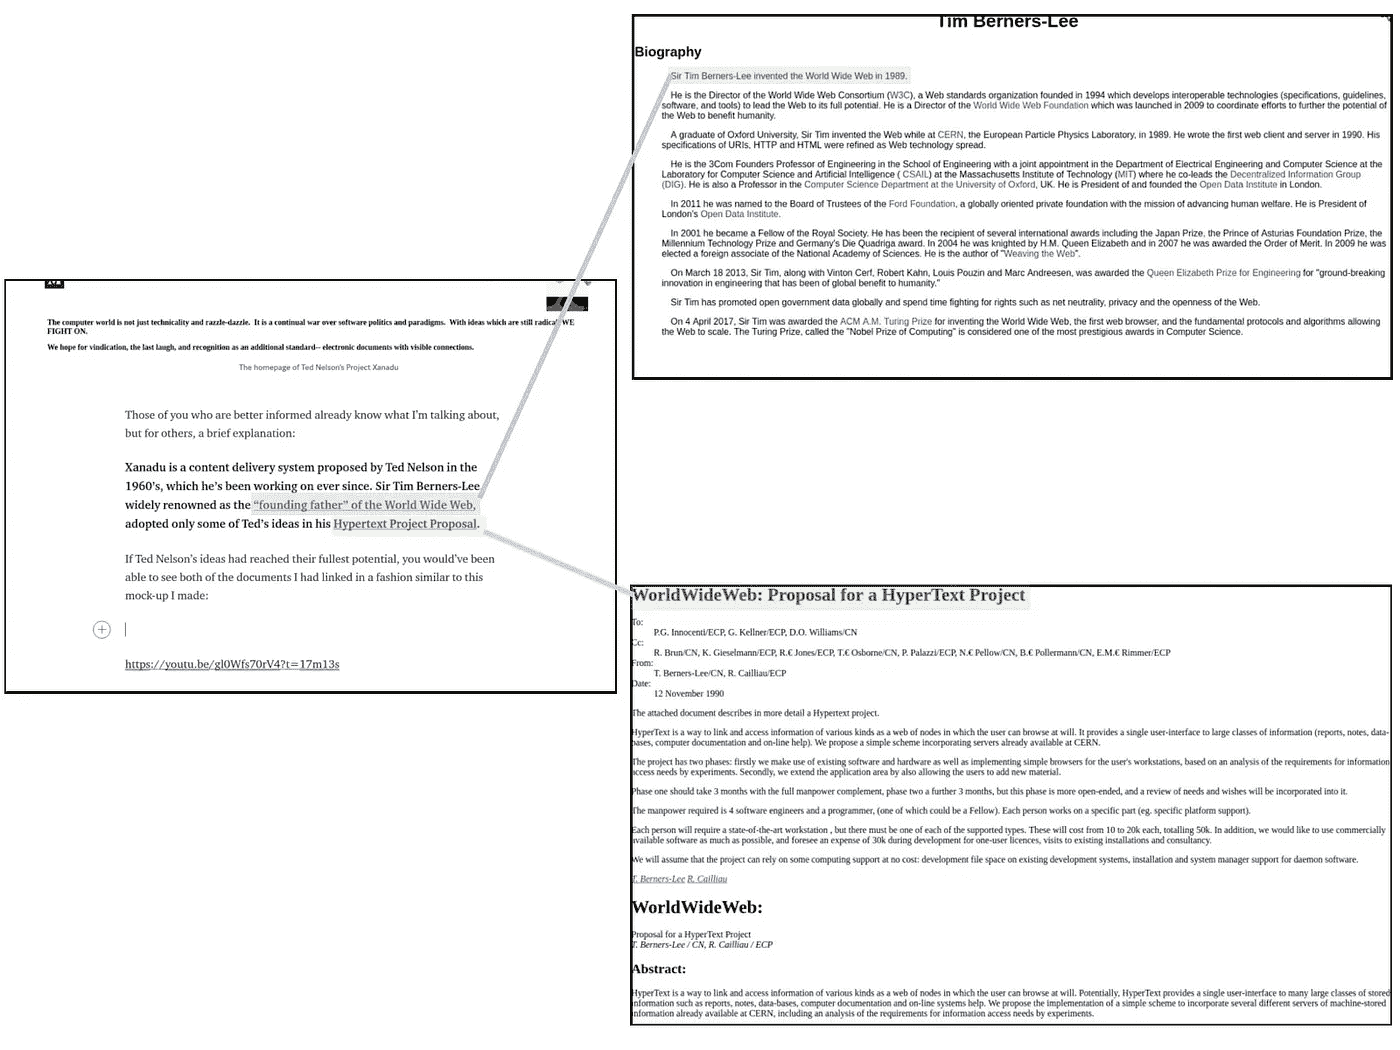 The computer world is not just technicality and razzle-dazzle. It is a continual war over software politics and paradigms. With ideas which are still radical, WE
FIGHT ON.
We hope for vindication, the last laugh, and recognition as an additional standard-- electronic documents with visible connections.
The homepage of Ted Nelson's Project Xanadu
Those of you who are better informed already know what I'm talking about,
but for others, a brief explanation:
Xanadu is a content delivery system proposed by Ted Nelson in the
1960's, which he's been working on ever since. Sir Tim Berners-Lee
widely renowned as the "founding father" of the World Wide Web,
adopted only some of Ted's ideas in his Hypertext Project Proposal.
If Ted Nelson's ideas had reached their fullest potential, you would've been
able to see both of the documents I had linked in a fashion similar to this
mock-up I made:
https://youtu.be/gl0Wfs70rV4?t=17m13s
Tim Berners-Lee
Biography
Sir Tim Berners-Lee invented the World Wide Web in 1989.
He is the Director of the World Wide Web Consortium (W3C), a Web standards organization founded in 1994 which develops interoperable technologies (specifications, guidelines,
software, and tools) to lead the Web to its full potential. He is a Director of the World Wide Web Foundation which was launched in 2009 to coordinate efforts to further the potential of
the Web to benefit humanity.
A graduate of Oxford University, Sir Tim invented the Web while at CERN, the European Particle Physics Laboratory, in 1989. He wrote the first web client and server in 1990. His
specifications of URIs, HTTP and HTML were refined as Web technology spread.
He is the 3Com Founders Professor of Engineering in the School of Engineering with a joint appointment in the Department of Electrical Engineering and Computer Science at the
Laboratory for Computer Science and Artificial Intelligence ( CSAIL) at the Massachusetts Institute of Technology (MIT) where he co-leads the Decentralized Information Group
(DIG). He is also a Professor in the Computer Science Department at the University of Oxford, UK. He is President of and founded the Open Data Institute in London.
In 2011 he was named to the Board of Trustees of the Ford Foundation, a globally oriented private foundation with the mission of advancing human welfare. He is President of
London's Open Data Institute.
In 2001 he became a Fellow of the Royal Society. He has been the recipient of several international awards including the Japan Prize, the Prince of Asturias Foundation Prize, the
Millennium Technology Prize and Germany's Die Quadriga award. In 2004 he was knighted by H.M. Queen Elizabeth and in 2007 he was awarded the Order of Merit. In 2009 he was
elected a foreign associate of the National Academy of Sciences. He is the author of "Weaving the Web".
On March 18 2013, Sir Tim, along with Vinton Cerf, Robert Kahn, Louis Pouzin and Marc Andreesen, was awarded the Queen Elizabeth Prize for Engineering for "ground-breaking
innovation in engineering that has been of global benefit to humanity."
Sir Tim has promoted open government data globally and spend time fighting for rights such as net neutrality, privacy and the openness of the Web.
On 4 April 2017, Sir Tim was awarded the ACM A.M. Turing Prize for inventing the World Wide Web, the first web browser, and the fundamental protocols and algorithms allowing
the Web to scale. The Turing Prize, called the "Nobel Prize of Computing" is considered one of the most prestigious awards in Computer Science.
WorldWideWeb: Proposal for a HyperText Project
To:
P.G. Innocenti/ECP, G. Kellner/ECP, D.O. Williams/CN
Cc:
R. Brun/CN, K. Gieselmann/ECP, R.€ Jones/ECP, T.€ Osborne/CN, P. Palazzi/ECP, N.€ Pellow/CN, B.€ Pollermann/CN, E.M.€ Rimmer/ECP
From:
T. Berners-Lee/CN, R. Cailliau/ECP
Date:
12 November 1990
The attached document describes in more detail a Hypertext project.
HyperText is a way to link and access information of various kinds as a web of nodes in which the user can browse at will. It provides a single user-interface to large classes of information (reports, notes, data-
bases, computer documentation and on-line help). We propose a simple scheme incorporating servers already available at CERN.
The project has two phases: firstly we make use of existing software and hardware as well as implementing simple browsers for the user's workstations, based on an analysis of the requirements for information
access needs by experiments. Secondly, we extend the application area by also allowing the users to add new material.
Phase one should take 3 months with the full manpower complement, phase two a further 3 months, but this phase is more open-ended, and a review of needs and wishes will be incorporated into it.
The manpower required is 4 software engineers and a programmer, (one of which could be a Fellow). Each person works on a specific part (eg. specific platform support).
Each person will require a state-of-the-art workstation , but there must be one of each of the supported types. These will cost from 10 to 20k each, totalling 50k. In addition, we would like to use commercially
available software as much as possible, and foresee an expense of 30k during development for one-user licences, visits to existing installations and consultancy.
We will assume that the project can rely on some computing support at no cost: development file space on existing development systems, installation and system manager support for daemon software.
T. Berners-Lee R. Cailliau
WorldWideWeb:
Proposal for a HyperText Project
T. Berners-Lee / CN, R. Cailliau / ECP
Abstract:
HyperText is a way to link and access information of various kinds as a web of nodes in which the user can browse at will. Potentially, HyperText provides a single user-interface to many large classes of stored
information such as reports, notes, data-bases, computer documentation and on-line systems help. We propose the implementation of a simple scheme to incorporate several different servers of machine-stored
information already available at CERN, including an analysis of the requirements for information access needs by experiments.